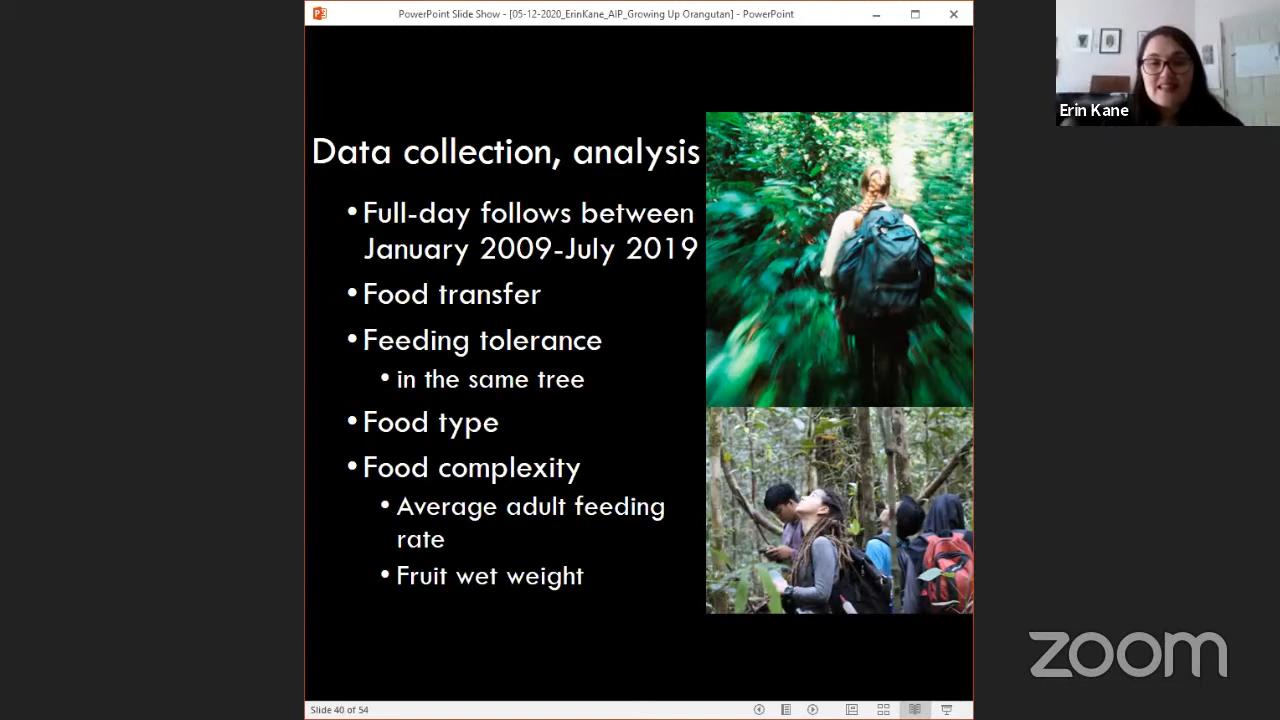 PowerPoint Slide Show - [05-12-2020_ErinKane_AIP_Growing Up Orangutan] - PowerPoint
Erin Kane
Data collection, analysis
•Full-day follows between
January 2009-July 2019
•Food transfer
•Feeding tolerance
•in the same tree
•Food type
•Food complexity
•Average adult feeding
rate
•Fruit wet weight
zoom
Slide 40 of 54